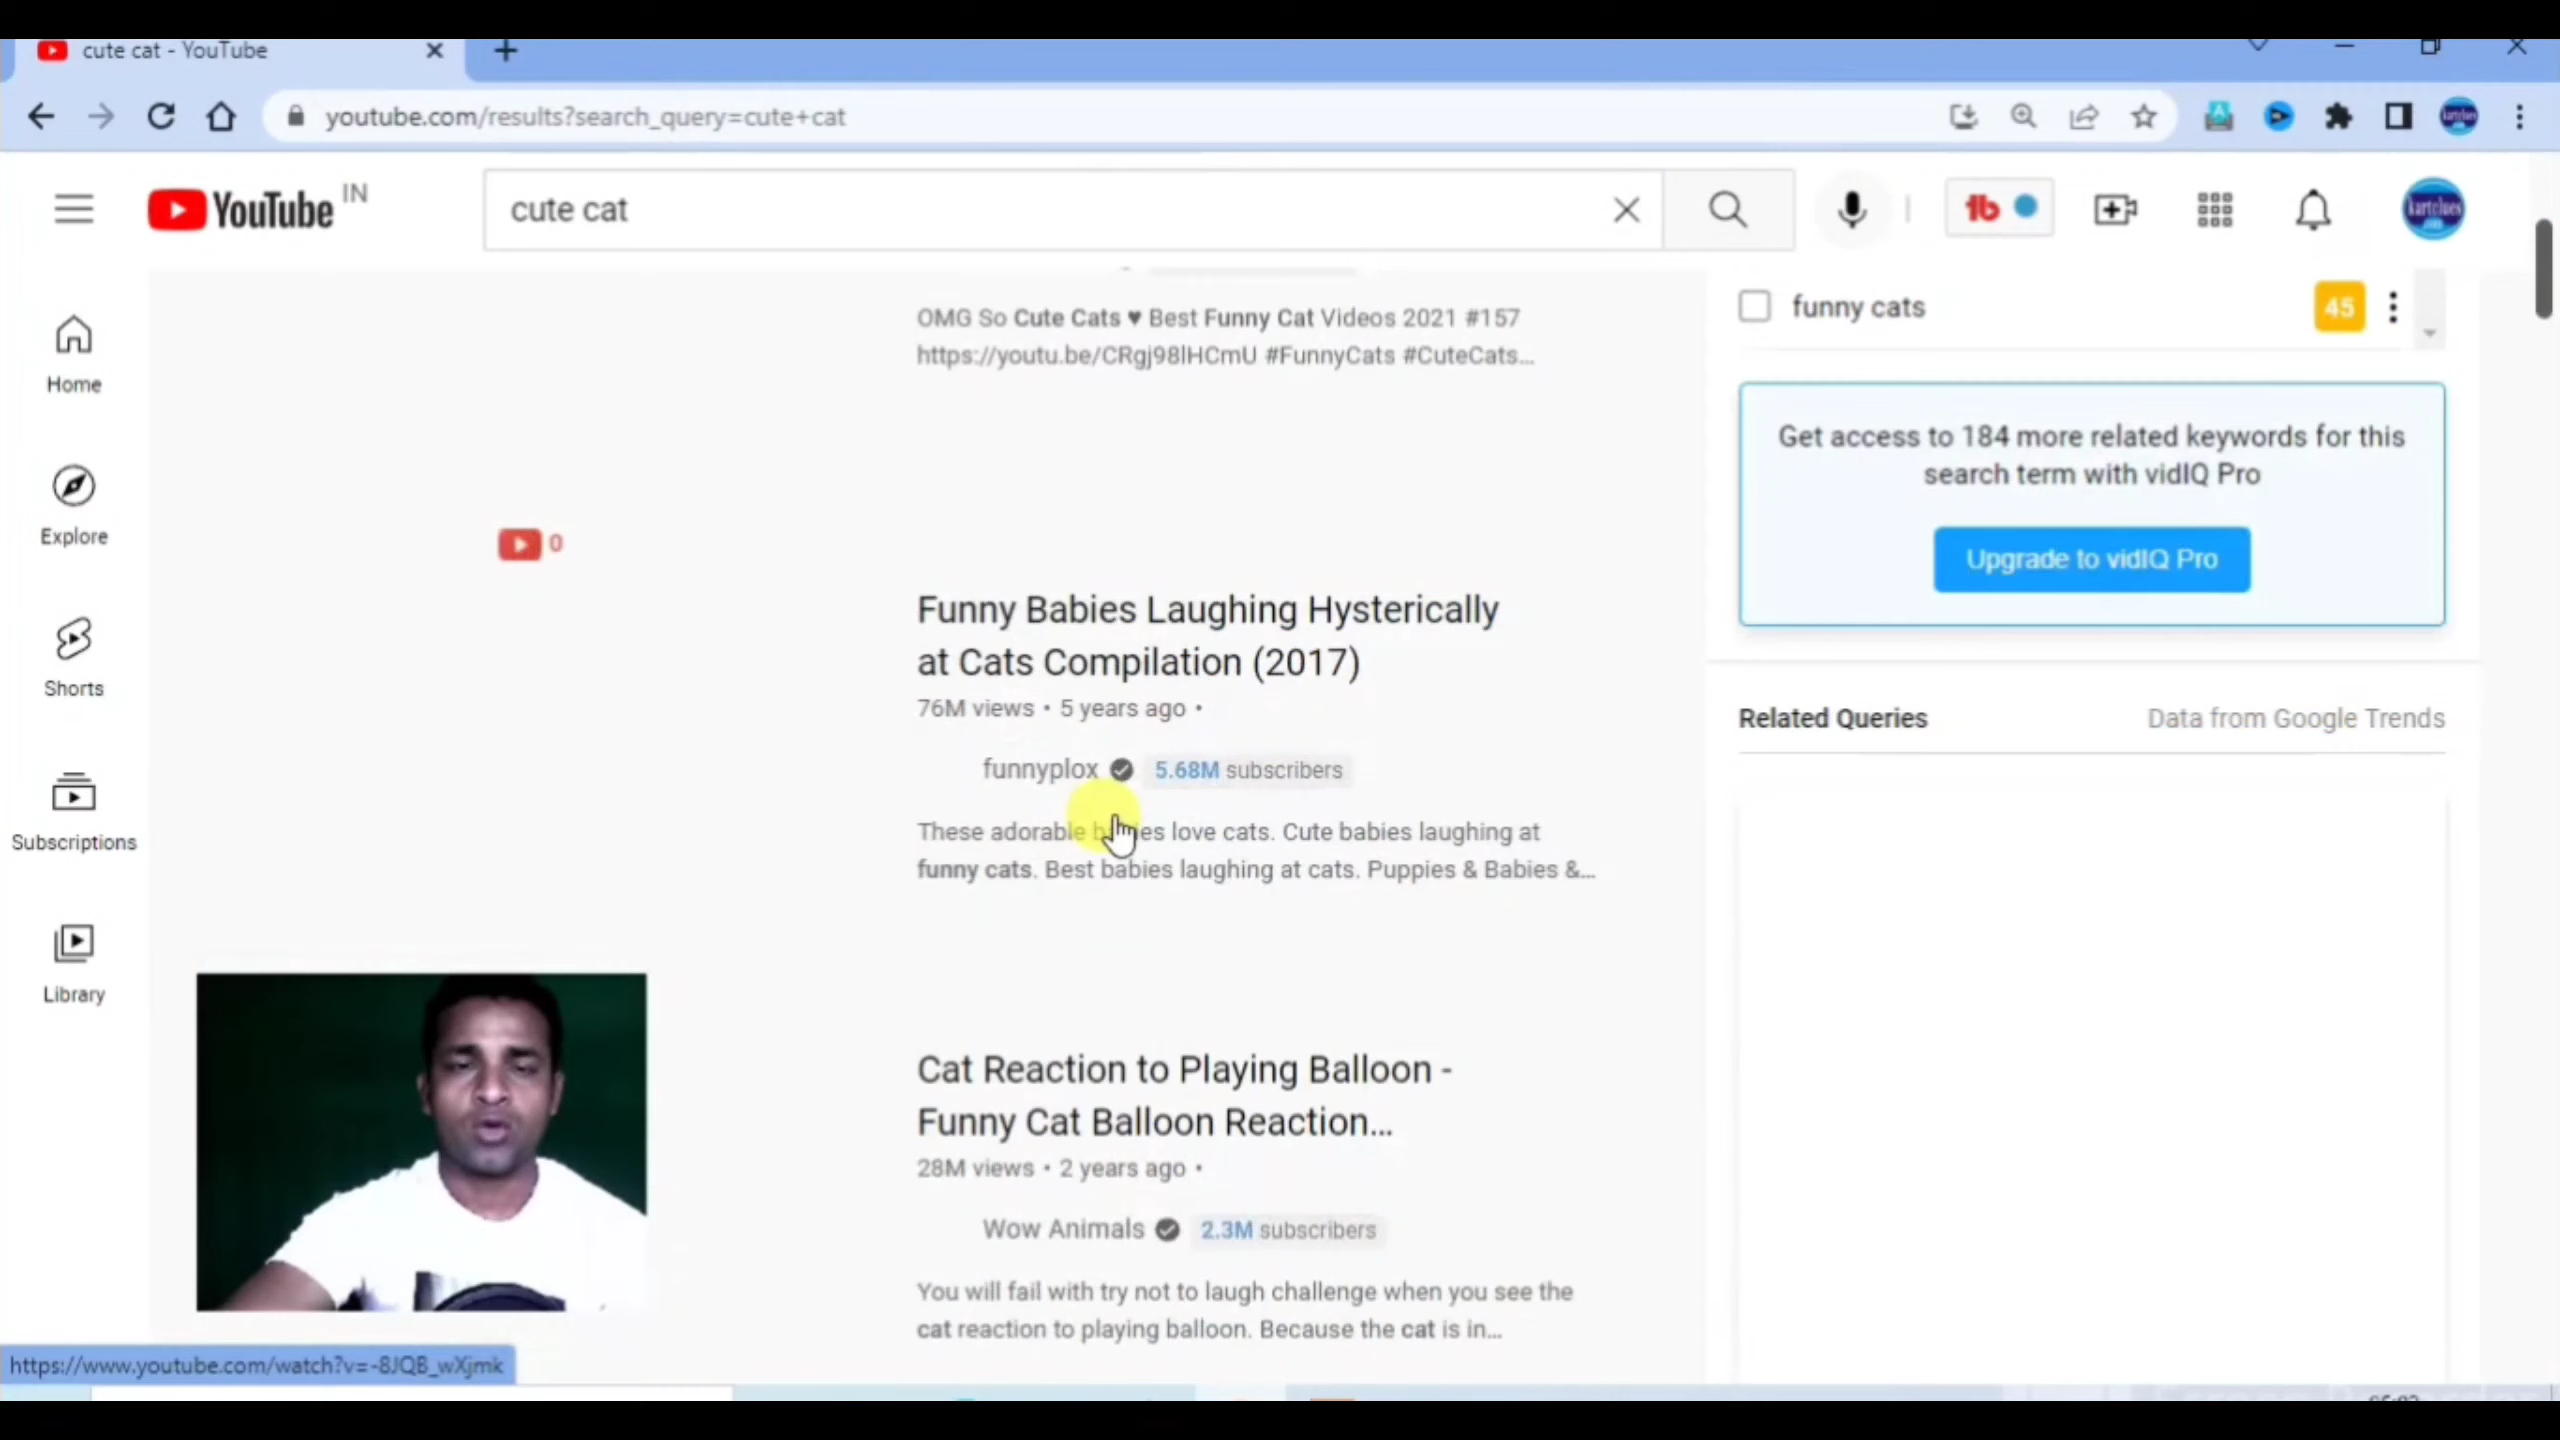 cute cat - YouTube
youtube.com/results?search_query=cute+cat
YouTube IN
cute cat
kartclues
Home
Explore
Shorts
Subscriptions
Library
OMG So Cute Cats ♥ Best Funny Cat Videos 2021 #157
https://youtu.be/CRgj98lHCmU #FunnyCats #CuteCats...
0
Funny Babies Laughing Hysterically
at Cats Compilation (2017)
76M views • 5 years ago •
funnyplox 5.68M subscribers
These adorable babies love cats. Cute babies laughing at
funny cats. Best babies laughing at cats. Puppies & Babies &...
Cat Reaction to Playing Balloon -
Funny Cat Balloon Reaction...
28M views • 2 years ago •
Wow Animals 2.3M subscribers
You will fail with try not to laugh challenge when you see the
cat reaction to playing balloon. Because the cat is in...
funny cats 45
Get access to 184 more related keywords for this
search term with vidIQ Pro
Upgrade to vidIQ Pro
Related Queries Data from Google Trends
https://www.youtube.com/watch?v=-8JQB_wXjmk